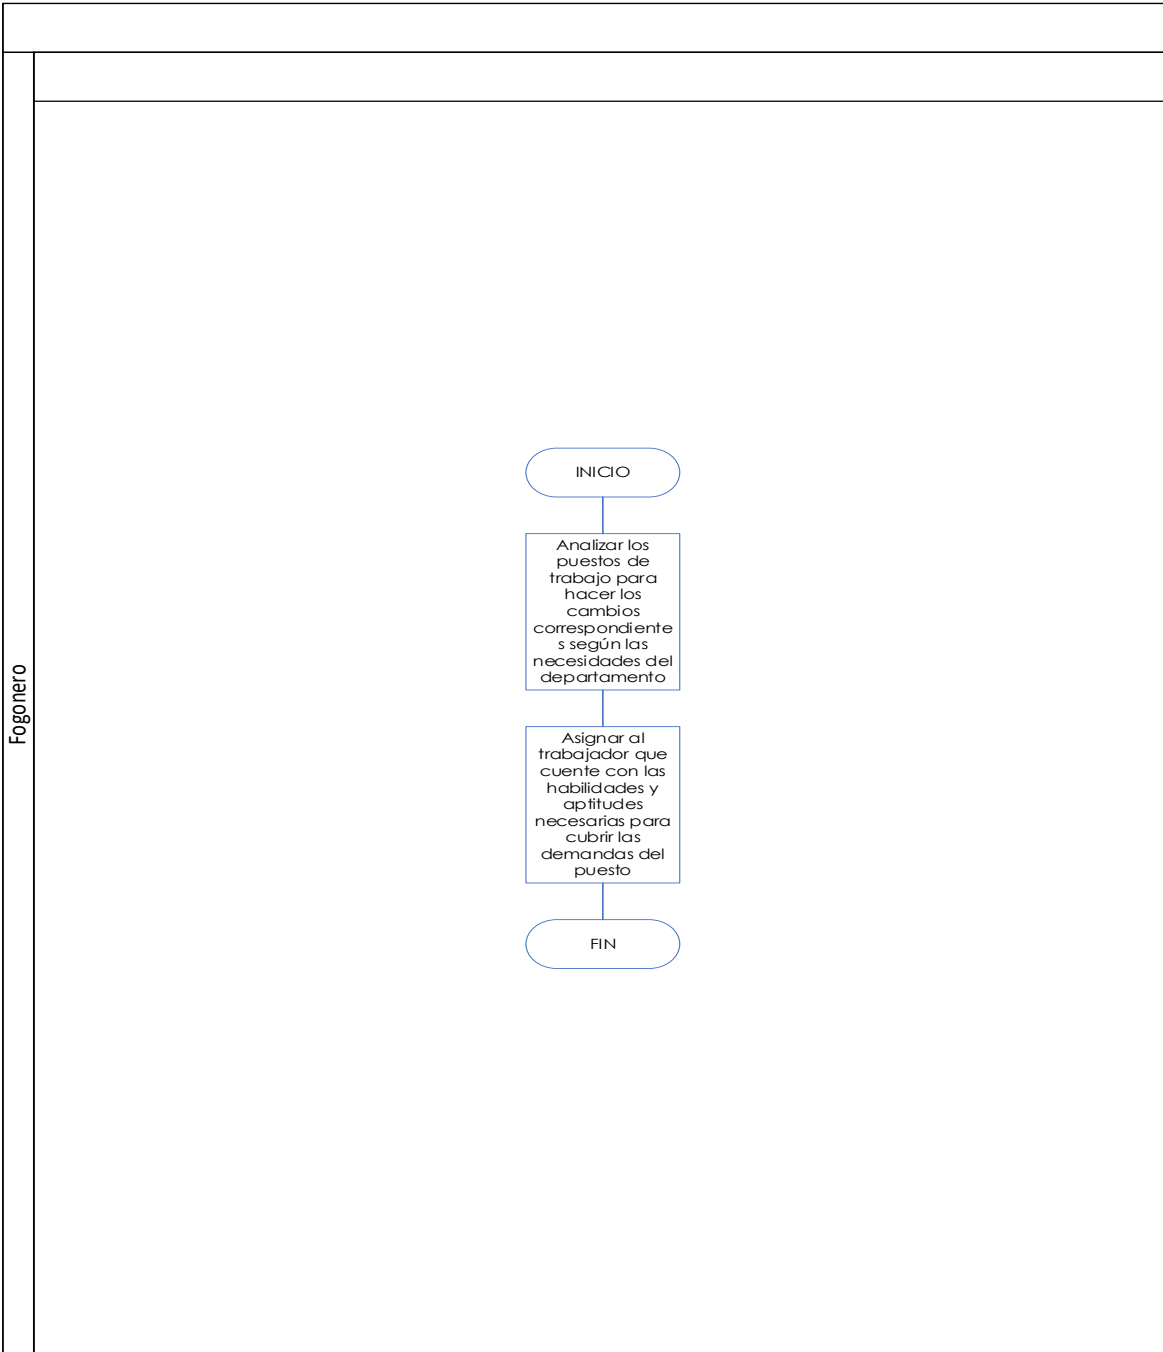 Fogonero
INICIO
Analizar los
puestos de
trabajo para
hacer los
cambios
correspondiente
s según las
necesidades del
departamento
Asignar al
trabajador que
cuente con las
habilidades y
aptitudes
necesarias para
cubrir las
demandas del
puesto
FIN